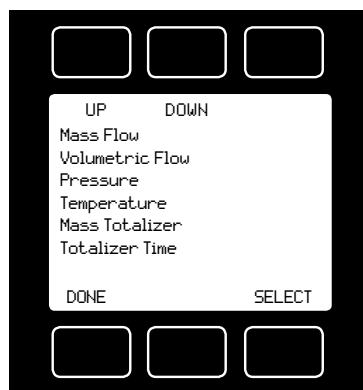 UP DOWN
Mass Flow
Volumetric Flow
Pressure
Temperature
Mass Totalizer
Totalizer Time
DONE SELECT